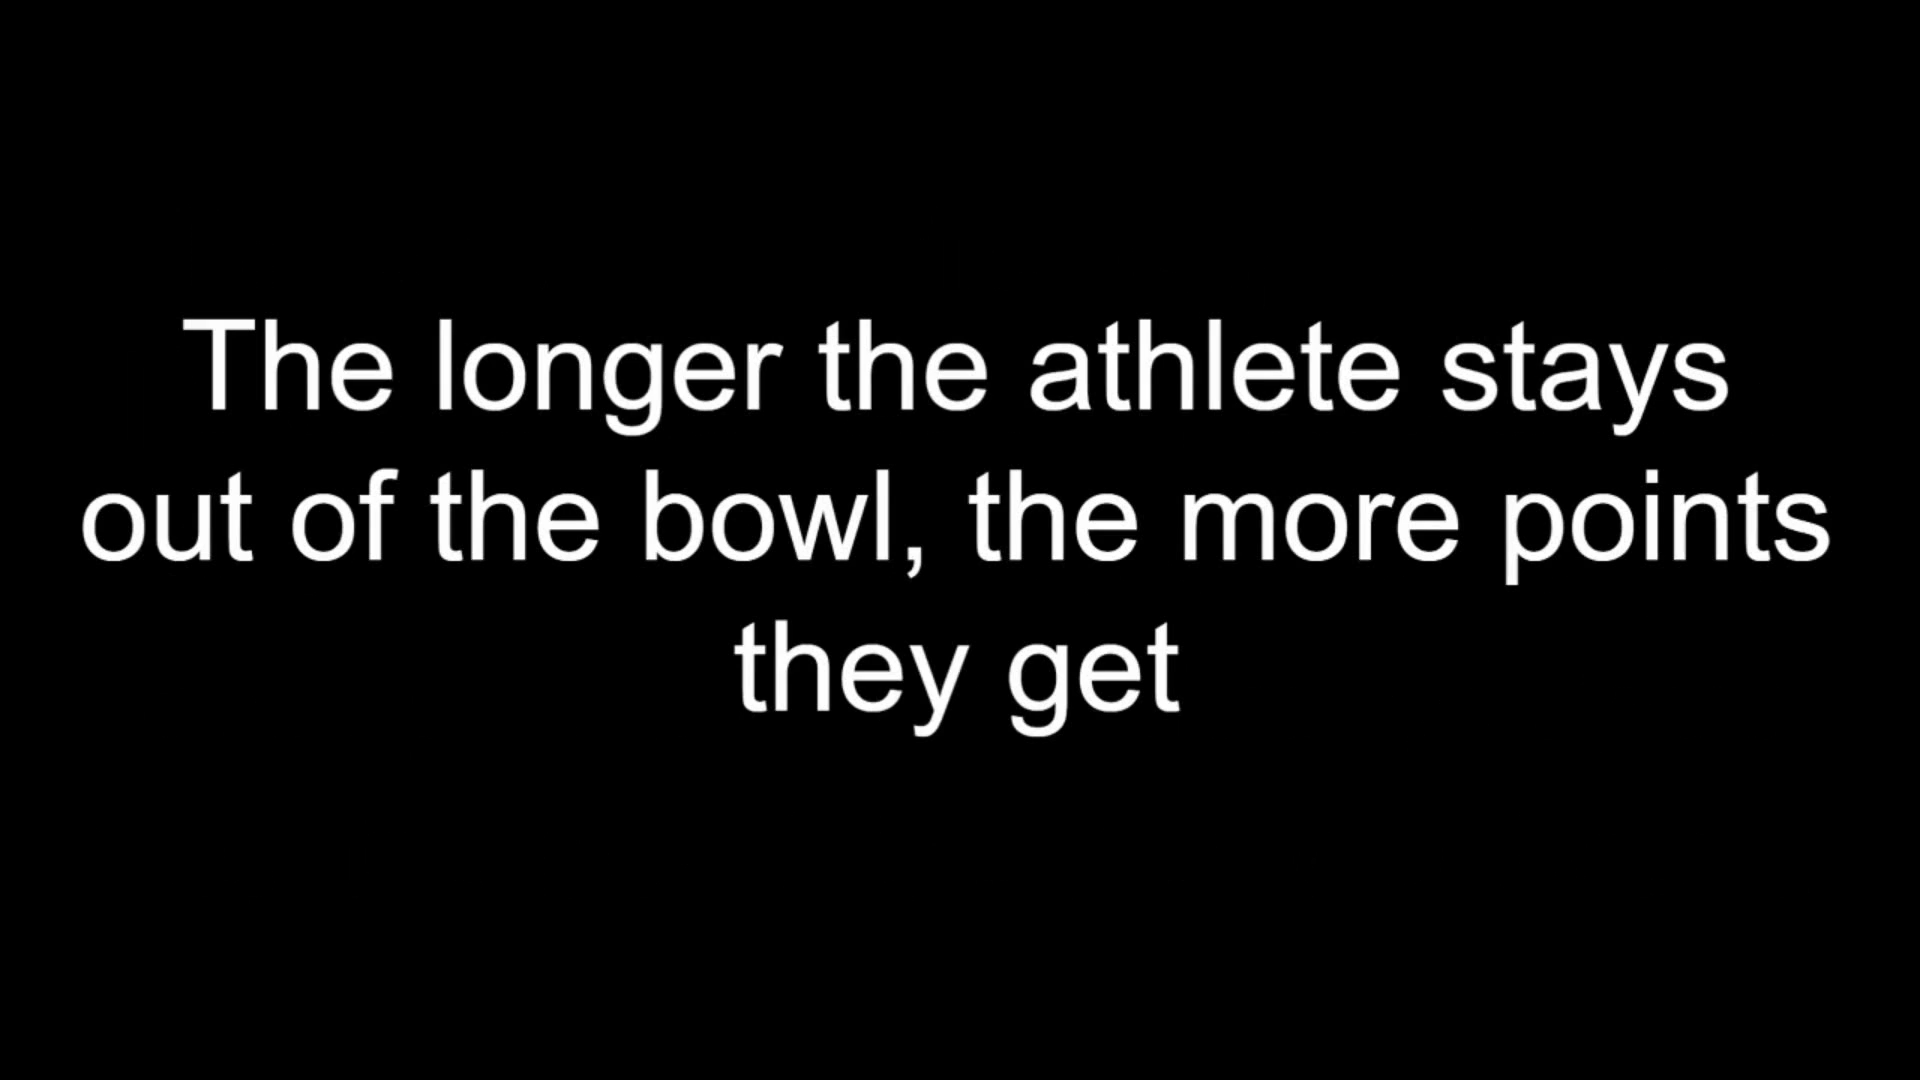 The longer the athlete stays
out of the bowl, the more points
they get